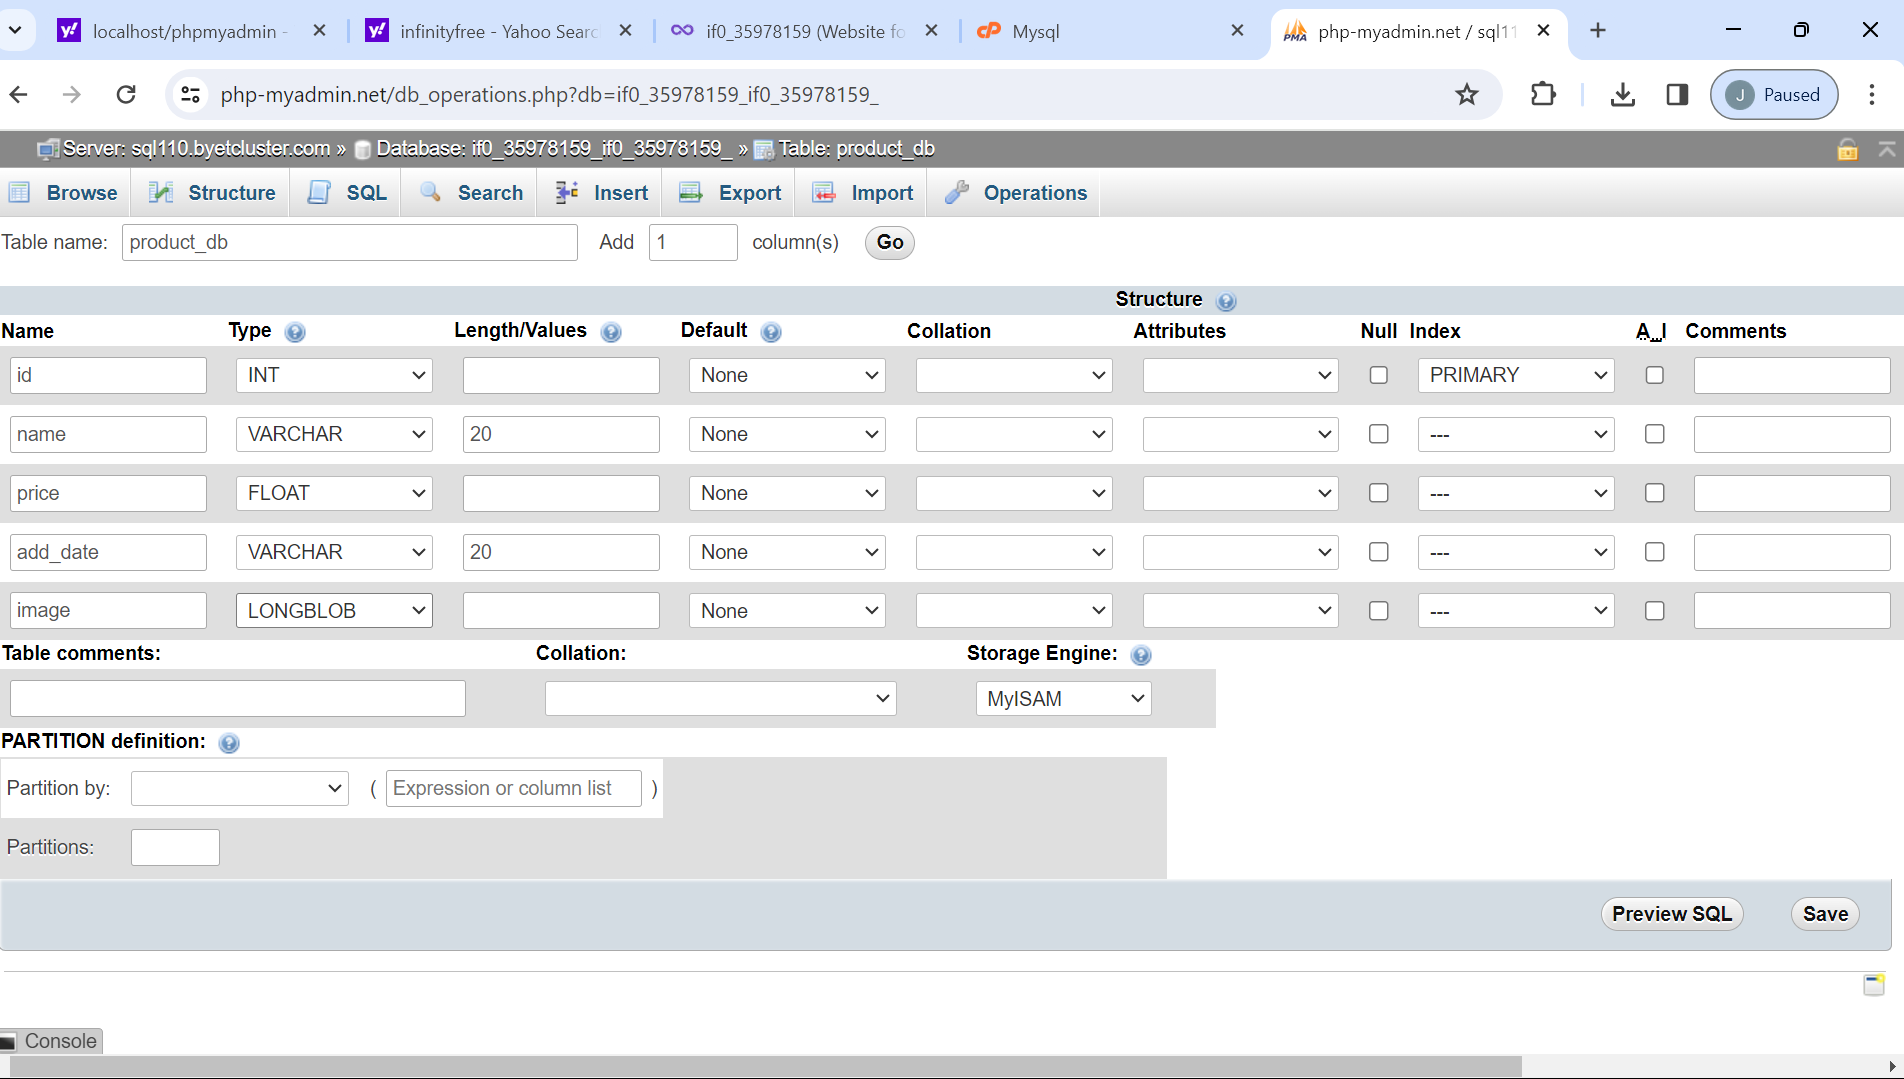 localhost/phpmyadmin -
infinityfree - Yahoo Searc
if0_35978159 (Website fo
cP Mysql
PMA php-myadmin.net / sql11
php-myadmin.net/db_operations.php?db=if0_35978159_if0_35978159_
J Paused
Server: sql110.byetcluster.com » Database: if0_35978159_if0_35978159_ » Table: product_db
Browse Structure SQL Search Insert Export Import Operations
Table name: product_db Add 1 column(s) Go
Structure
Name Type Length/Values Default Collation Attributes Null Index A_I Comments
id INT None PRIMARY
name VARCHAR 20 None ---
price FLOAT None ---
add_date VARCHAR 20 None ---
image LONGBLOB None ---
Table comments: Collation: Storage Engine:
MyISAM
PARTITION definition:
Partition by: ( Expression or column list )
Partitions:
Preview SQL Save
Console